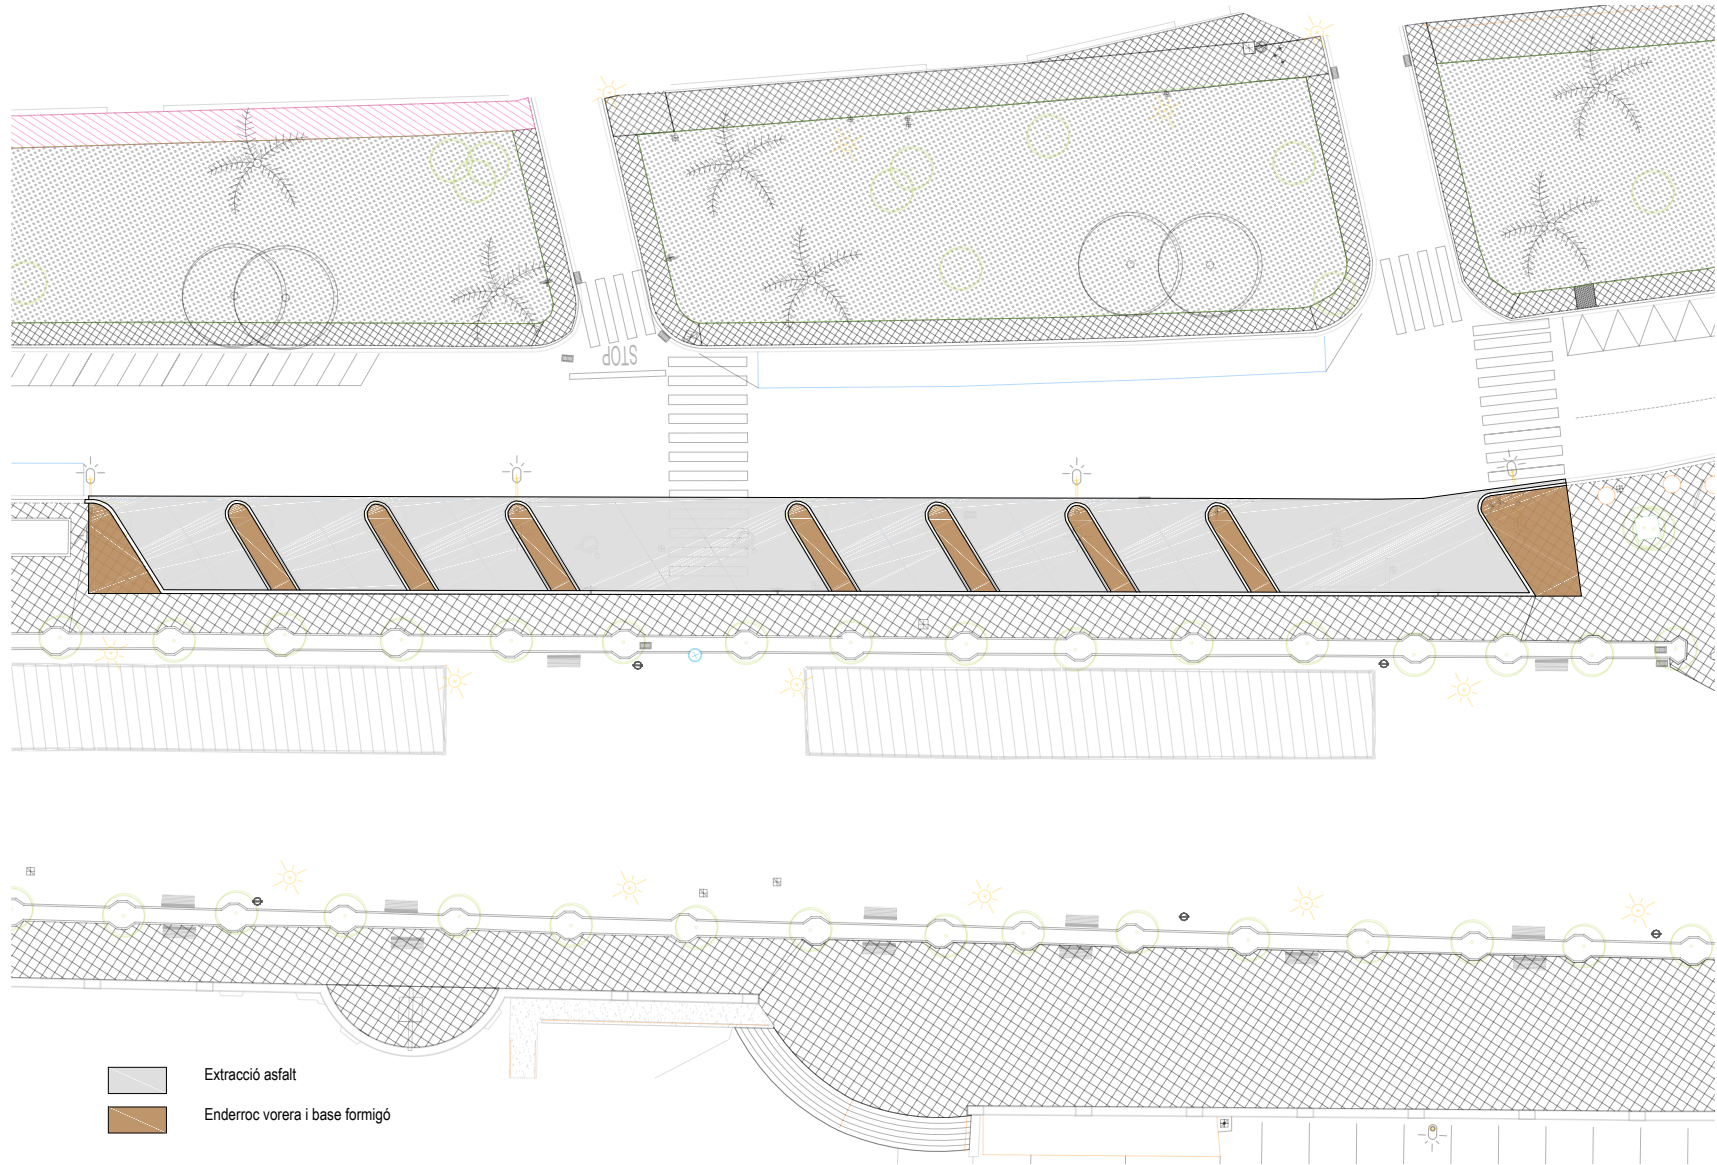 STOP
Extracció asfalt
Enderroc vorera i base formigó